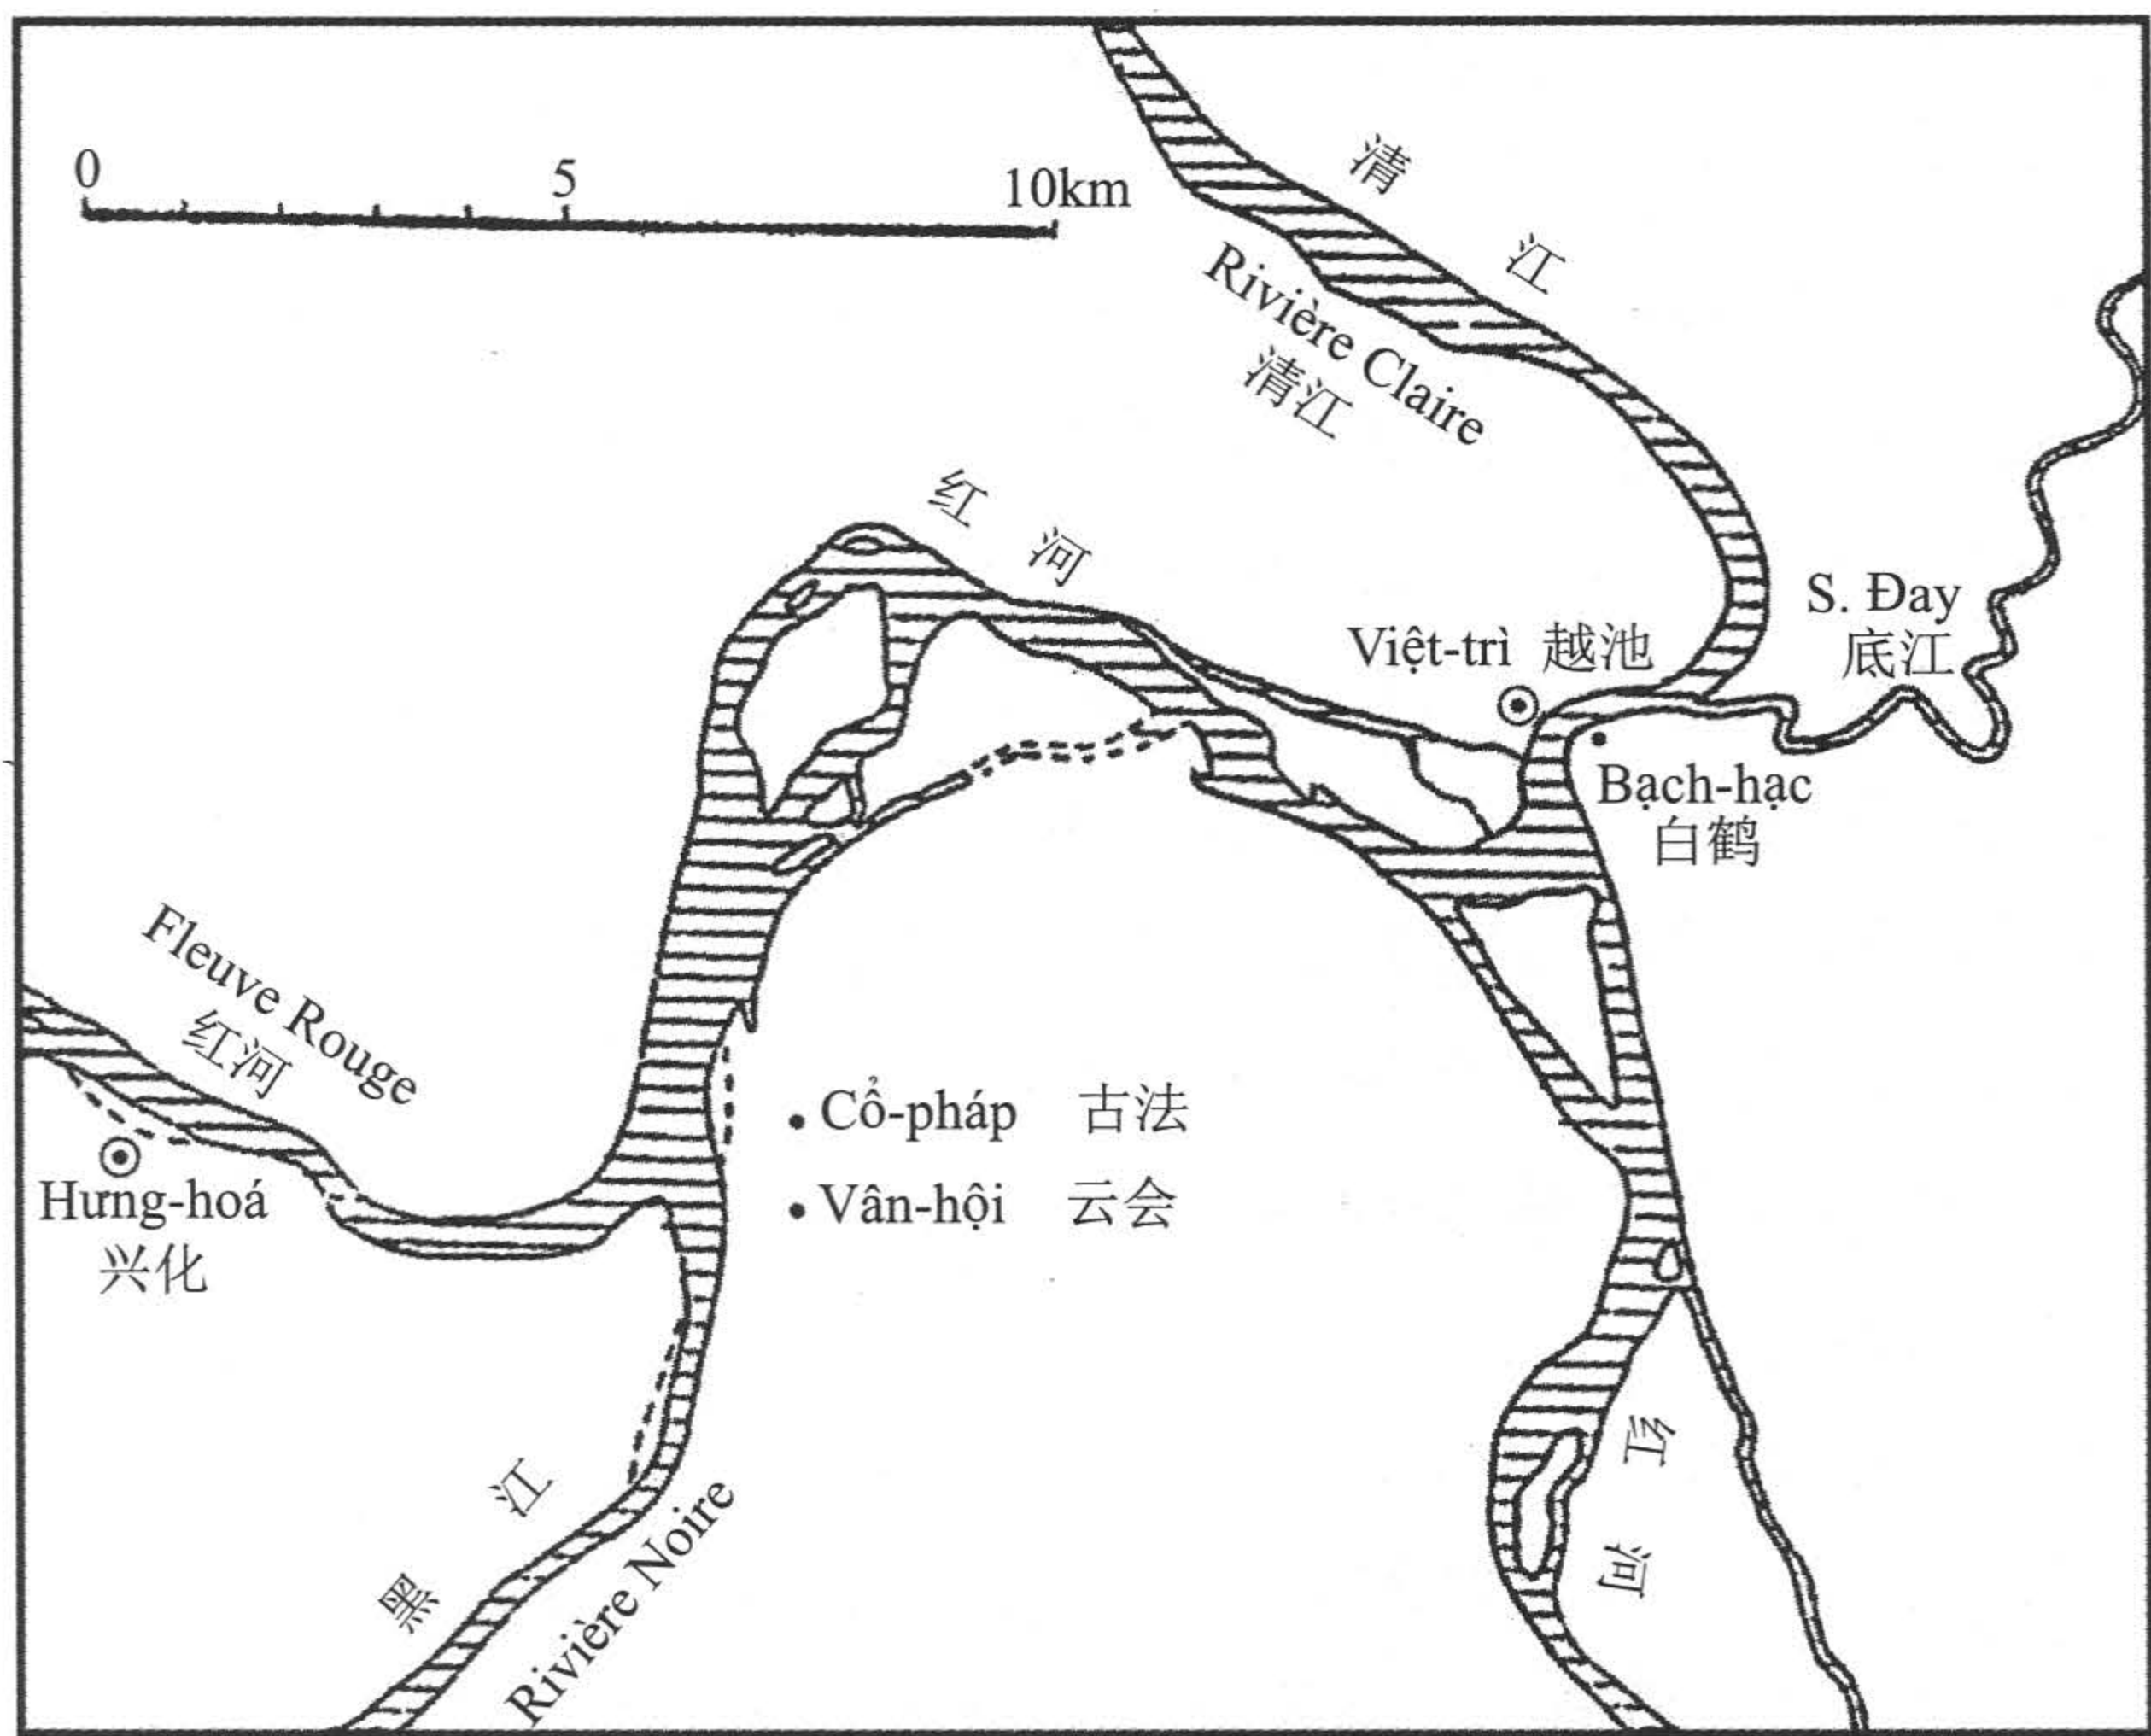 0 5 10km
清江
Rivière Claire
清江
红河
S. Đay
底江
Việt-trì 越池
Bạch-hạc
白鹤
Fleuve Rouge
红河
Hưng-hoá
兴化
Cổ-pháp 古法
Vân-hội 云会
黑江
Rivière Noire
红河